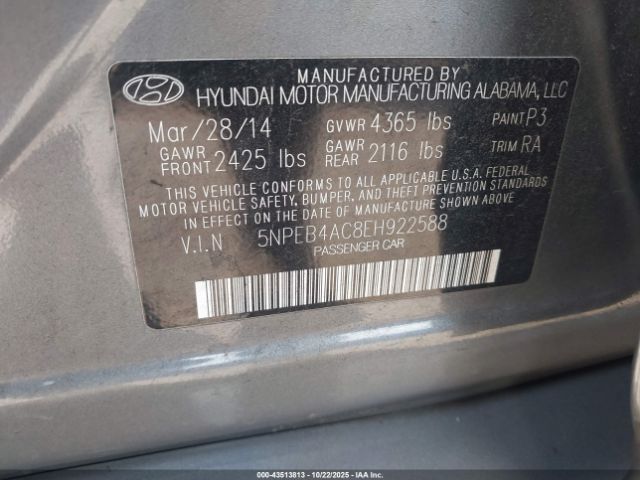 MANUFACTURED BY
HYUNDAI MOTOR MANUFACTURING ALABAMA, LLC
Mar/28/14 GVWR 4365 lbs PAINT P3
GAWR FRONT 2425 lbs GAWR REAR 2116 lbs TRIM RA
THIS VEHICLE CONFORMS TO ALL APPLICABLE U.S.A. FEDERAL
MOTOR VEHICLE SAFETY, BUMPER, AND THEFT PREVENTION STANDARDS
IN EFFECT ON THE DATE OF MANUFACTURE SHOWN ABOVE.
V.I.N 5NPEB4AC8EH922588
PASSENGER CAR
000-43513813 - 10/22/2025 - IAAI.COM